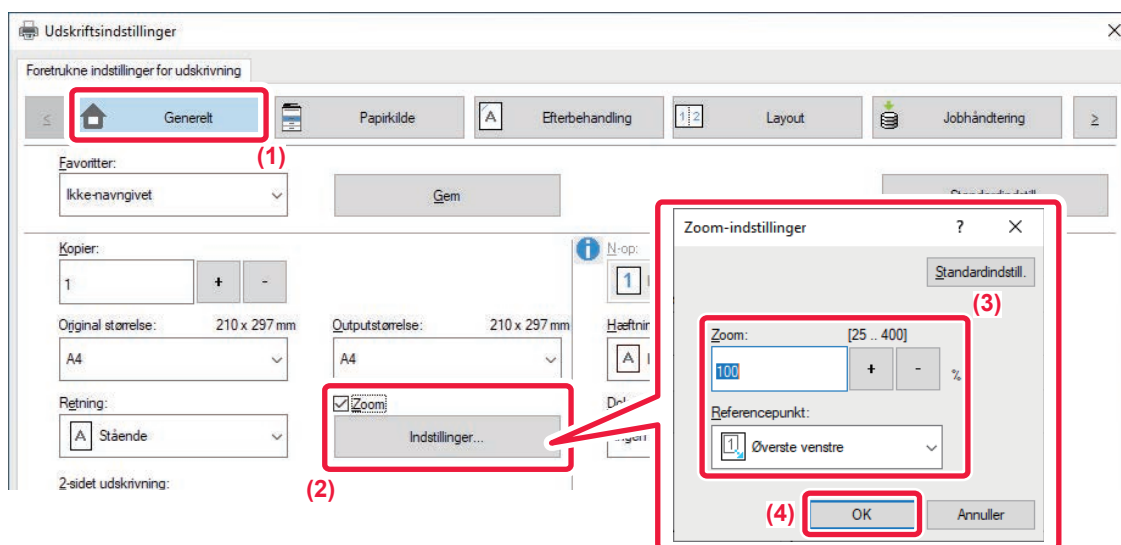 Udskriftsindstillinger
Foretrukne indstillinger for udskrivning
< Generelt Papirkilde Efterbehandling Layout Jobhåndtering >
(1)
Favoritter:
Ikke-navngivet Gem
Kopier: N-op:
1 + - 1
Original størrelse: 210 x 297 mm Outputstørrelse: 210 x 297 mm
A4 A4
Retning: Zoom
A Stående Indstillinger...
(2)
2-sidet udskrivning:
Zoom-indstillinger ? X
Standardindstill.
(3)
Zoom: [25 .. 400]
100 + - %
Referencepunkt:
1 Øverste venstre
(4) OK Annuller